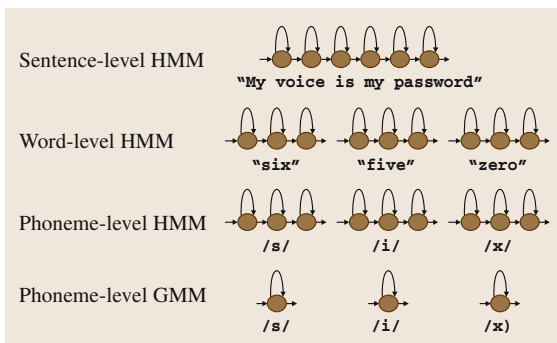 Sentence-level HMM
"My voice is my password"
Word-level HMM
"six" "five" "zero"
Phoneme-level HMM
/s/ /i/ /x/
Phoneme-level GMM
/s/ /i/ /x)